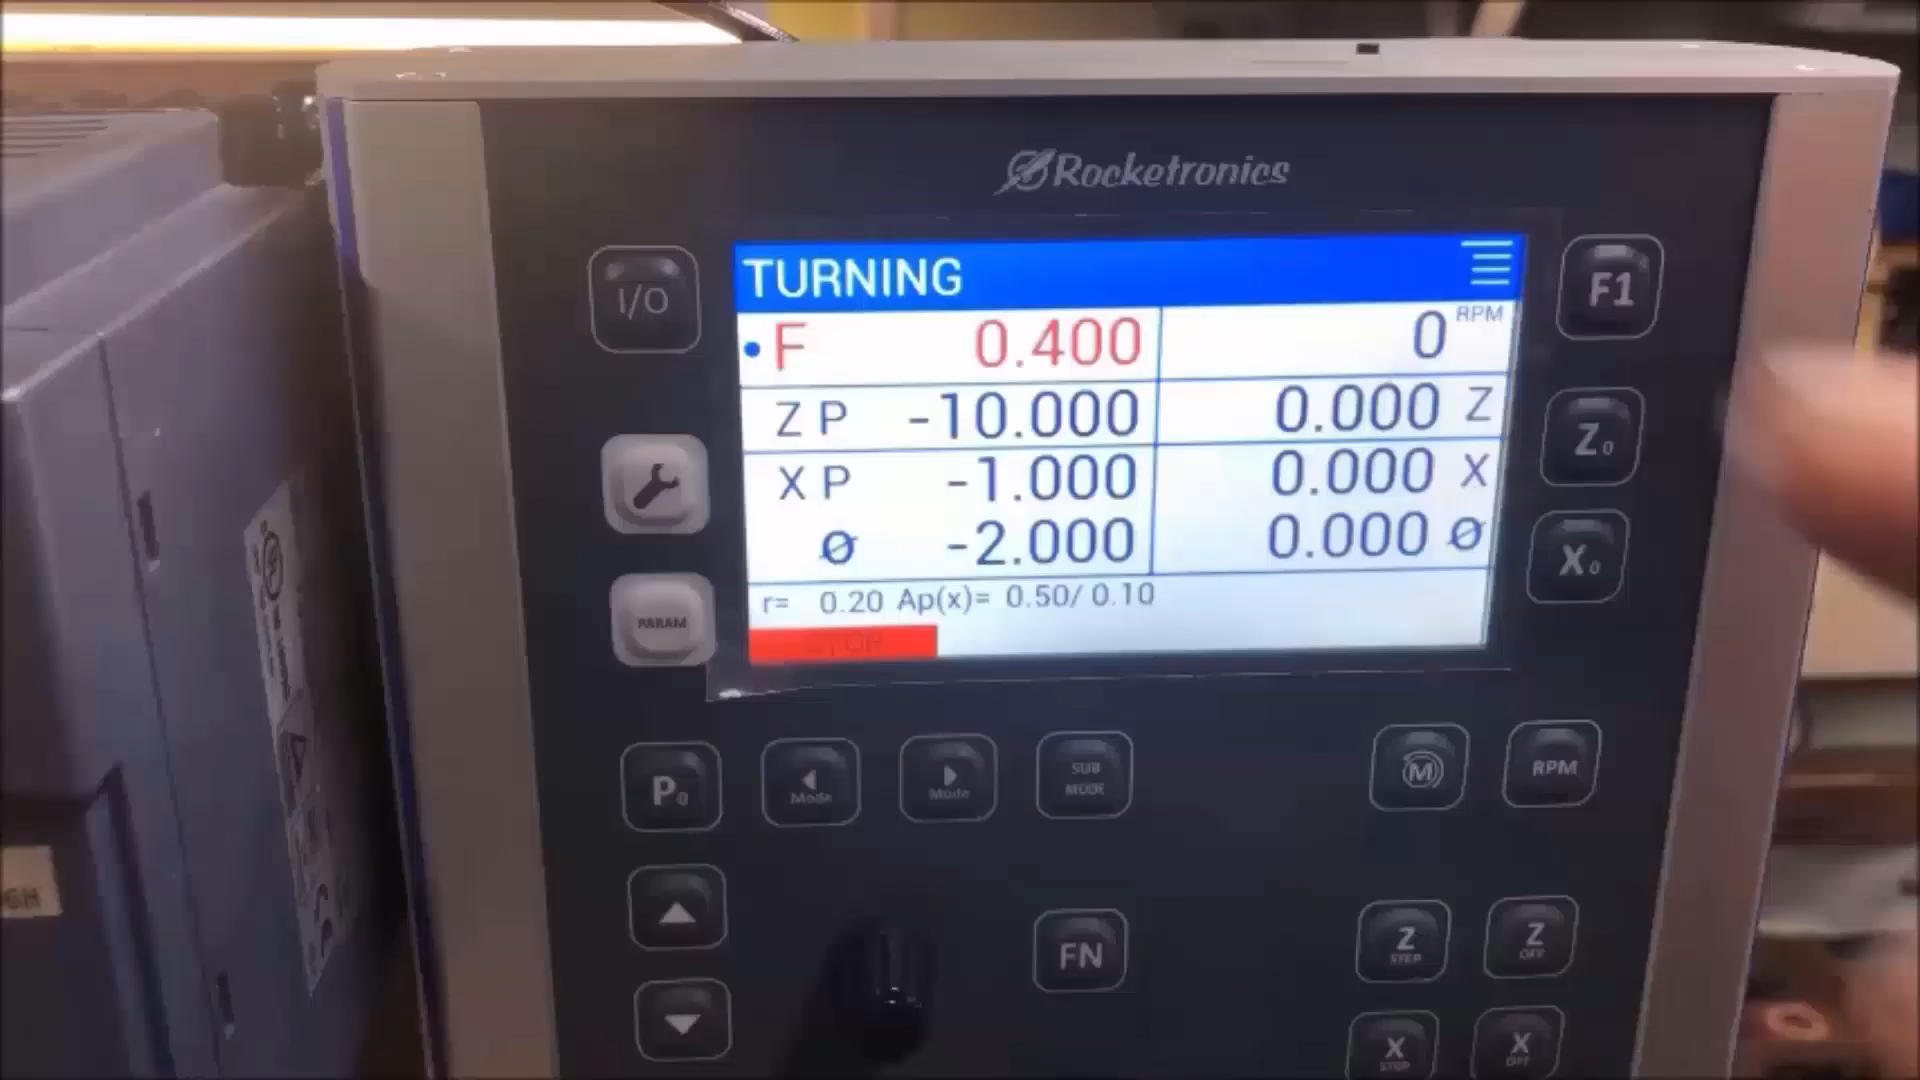 Rocketronics
I/O
TURNING
F1
F 0.400 0 RPM
Z P -10.000 0.000 Z
Z₀
X P -1.000 0.000 X
ø -2.000 0.000 ø
X₀
r= 0.20 Ap(x)= 0.50/ 0.10
PARAM
STOP
P₀
Mode
Mode
SUB
MODE
M
RPM
FN
Z
STEP
Z
OFF
X
STEP
X
OFF